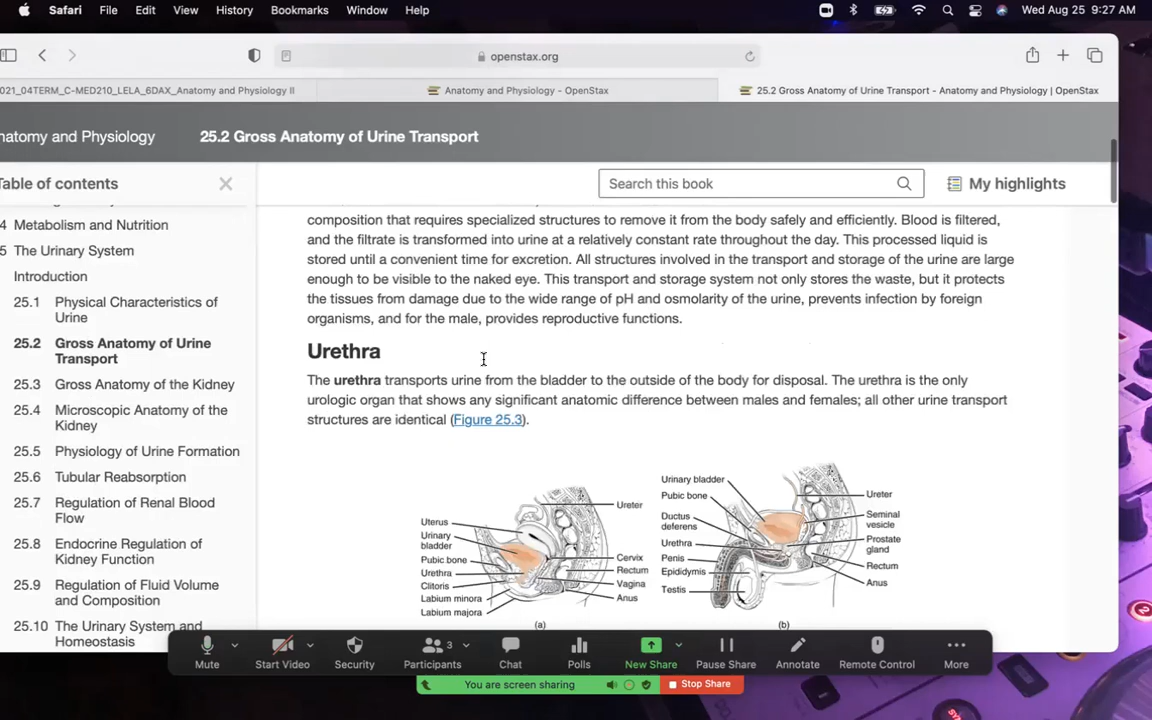 Safari File Edit View History Bookmarks Window Help Wed Aug 25 9:27 AM
openstax.org
021_04TERM_C-MED210_LELA_6DAX_Anatomy and Physiology II
Anatomy and Physiology - OpenStax
25.2 Gross Anatomy of Urine Transport - Anatomy and Physiology | OpenStax
natomy and Physiology 25.2 Gross Anatomy of Urine Transport
Table of contents
Search this book
My highlights
4 Metabolism and Nutrition
5 The Urinary System
Introduction
25.1 Physical Characteristics of
Urine
25.2 Gross Anatomy of Urine
Transport
25.3 Gross Anatomy of the Kidney
25.4 Microscopic Anatomy of the
Kidney
25.5 Physiology of Urine Formation
25.6 Tubular Reabsorption
25.7 Regulation of Renal Blood
Flow
25.8 Endocrine Regulation of
Kidney Function
25.9 Regulation of Fluid Volume
and Composition
25.10 The Urinary System and
Homeostasis
composition that requires specialized structures to remove it from the body safely and efficiently. Blood is filtered,
and the filtrate is transformed into urine at a relatively constant rate throughout the day. This processed liquid is
stored until a convenient time for excretion. All structures involved in the transport and storage of the urine are large
enough to be visible to the naked eye. This transport and storage system not only stores the waste, but it protects
the tissues from damage due to the wide range of pH and osmolarity of the urine, prevents infection by foreign
organisms, and for the male, provides reproductive functions.
Urethra
The urethra transports urine from the bladder to the outside of the body for disposal. The urethra is the only
urologic organ that shows any significant anatomic difference between males and females; all other urine transport
structures are identical (Figure 25.3).
Uterus
Urinary
bladder
Pubic bone
Urethra
Clitoris
Labium minora
Labium majora
Ureter
Cervix
Rectum
Vagina
Anus
(a)
Urinary bladder
Pubic bone
Ductus
deferens
Urethra
Penis
Epididymis
Testis
Ureter
Seminal
vesicle
Prostate
gland
Rectum
Anus
(b)
3
Mute Start Video Security Participants Chat Polls New Share Pause Share Annotate Remote Control More
You are screen sharing Stop Share